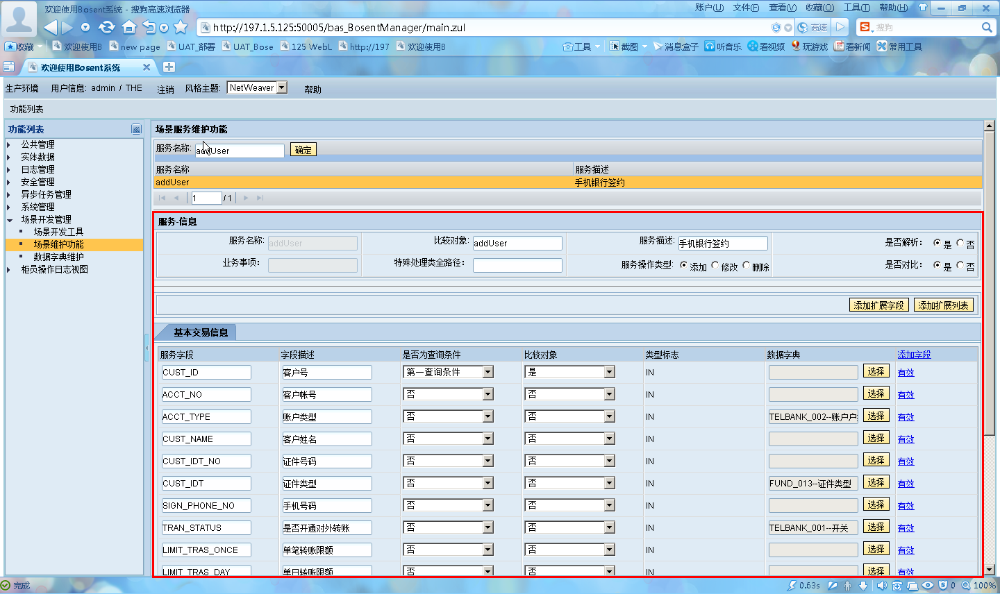 欢迎使用Bosent系统 - 搜狗高速浏览器
账户(U) 文件(F) 查看(V) 收藏(O) 工具(T) 帮助(H)
http://197.1.5.125:50005/bas_BosentManager/main.zul
高速
搜狗
收藏 欢迎使用B new page UAT_部署 UAT_Bose 125 WebL http://197 欢迎使用B
工具 截图 消息盒子 听音乐 看视频 玩游戏 看新闻 常用工具
欢迎使用Bosent系统
生产环境 用户信息: admin / THE 注销 风格主题: NetWeaver 帮助
功能列表
功能列表
公共管理
实体数据
日志管理
安全管理
异步任务管理
系统管理
场景开发管理
场景开发工具
场景维护功能
数据字典维护
柜员操作日志视图
场景服务维护功能
服务名称: addUser 确定
服务名称 服务描述
addUser 手机银行签约
1 / 1
服务-信息
服务名称: addUser 比较对象: addUser 服务描述: 手机银行签约 是否解析： 是 否
业务事项: 特殊处理类全路径: 服务操作类型: 添加 修改 删除 是否对比: 是 否
添加扩展字段 添加扩展列表
基本交易信息
服务字段 字段描述 是否为查询条件 比较对象 类型标志 数据字典 添加字段
CUST_ID 客户号 第一查询条件 是 IN 选择 有效
ACCT_NO 客户帐号 否 否 IN 选择 有效
ACCT_TYPE 账户类型 否 否 IN TELBANK_002--账户户 选择 有效
CUST_NAME 客户姓名 否 否 IN 选择 有效
CUST_IDT_NO 证件号码 否 否 IN 选择 有效
CUST_IDT 证件类型 否 否 IN FUND_013--证件类型 选择 有效
SIGN_PHONE_NO 手机号码 否 否 IN 选择 有效
TRAN_STATUS 是否开通对外转账 否 否 IN TELBANK_001--开关 选择 有效
LIMIT_TRAS_ONCE 单笔转账限额 否 否 IN 选择 有效
LIMIT_TRAS_DAY 单日转账限额 否 否 IN 选择 有效
完成
0.63s 0 100%